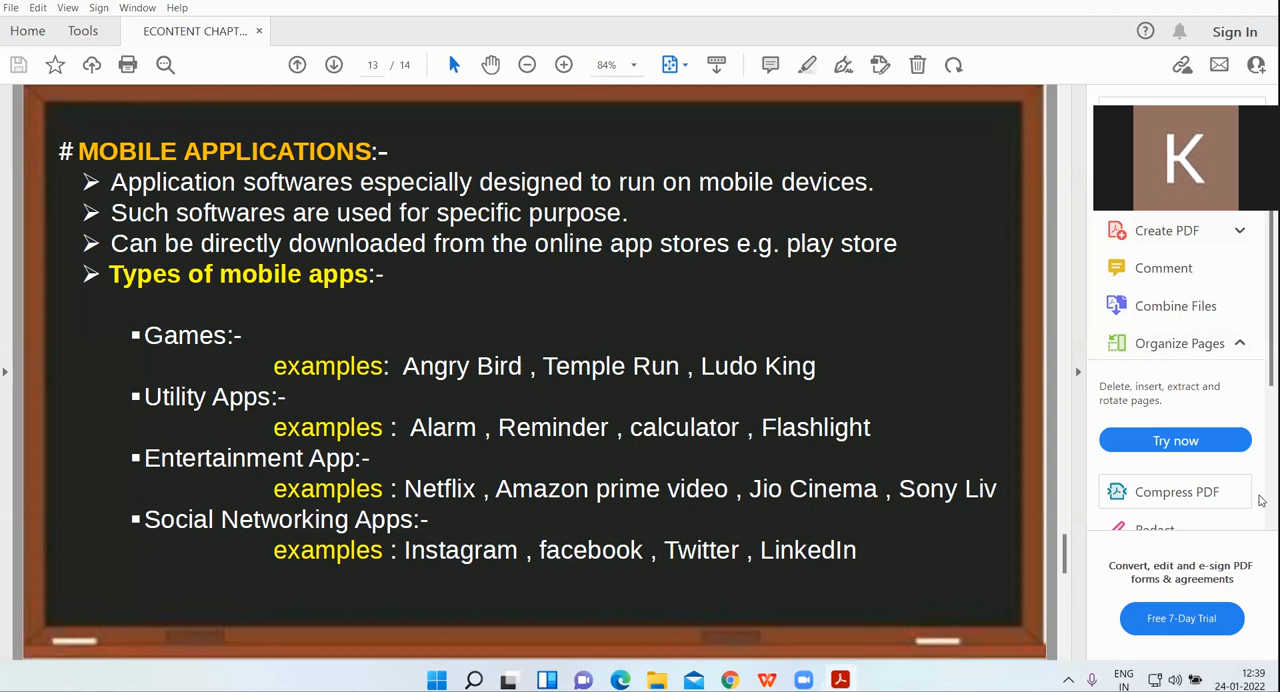 File Edit View Sign Window Help
Home Tools ECONTENT CHAPT... × Sign In
13 / 14 84%
# MOBILE APPLICATIONS:-
➢ Application softwares especially designed to run on mobile devices.
➢ Such softwares are used for specific purpose.
➢ Can be directly downloaded from the online app stores e.g. play store
➢ Types of mobile apps:-
▪ Games:-
examples: Angry Bird , Temple Run , Ludo King
▪ Utility Apps:-
examples : Alarm , Reminder , calculator , Flashlight
▪ Entertainment App:-
examples : Netflix , Amazon prime video , Jio Cinema , Sony Liv
▪ Social Networking Apps:-
examples : Instagram , facebook , Twitter , LinkedIn
K
Create PDF
Comment
Combine Files
Organize Pages
Delete, insert, extract and
rotate pages.
Try now
Compress PDF
Redact
Convert, edit and e-sign PDF
forms & agreements
Free 7-Day Trial
ENG
IN
12:39
24-01-2022